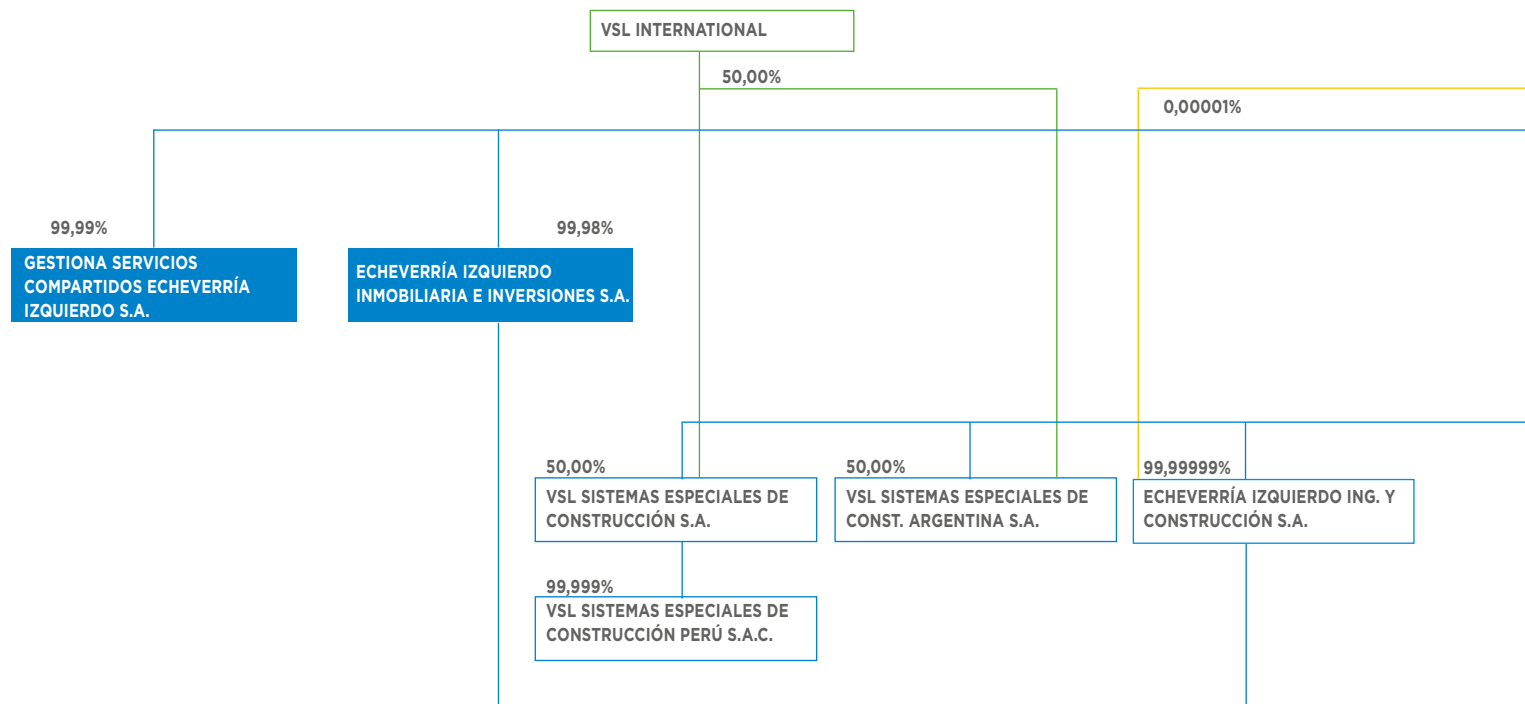 VSL INTERNATIONAL
50,00%
0,00001%
99,99%
99,98%
GESTIONA SERVICIOS
COMPARTIDOS ECHEVERRÍA
IZQUIERDO S.A.
ECHEVERRÍA IZQUIERDO
INMOBILIARIA E INVERSIONES S.A.
50,00%
VSL SISTEMAS ESPECIALES DE
CONSTRUCCIÓN S.A.
50,00%
VSL SISTEMAS ESPECIALES DE
CONST. ARGENTINA S.A.
99,99999%
ECHEVERRÍA IZQUIERDO ING. Y
CONSTRUCCIÓN S.A.
99,999%
VSL SISTEMAS ESPECIALES DE
CONSTRUCCIÓN PERÚ S.A.C.